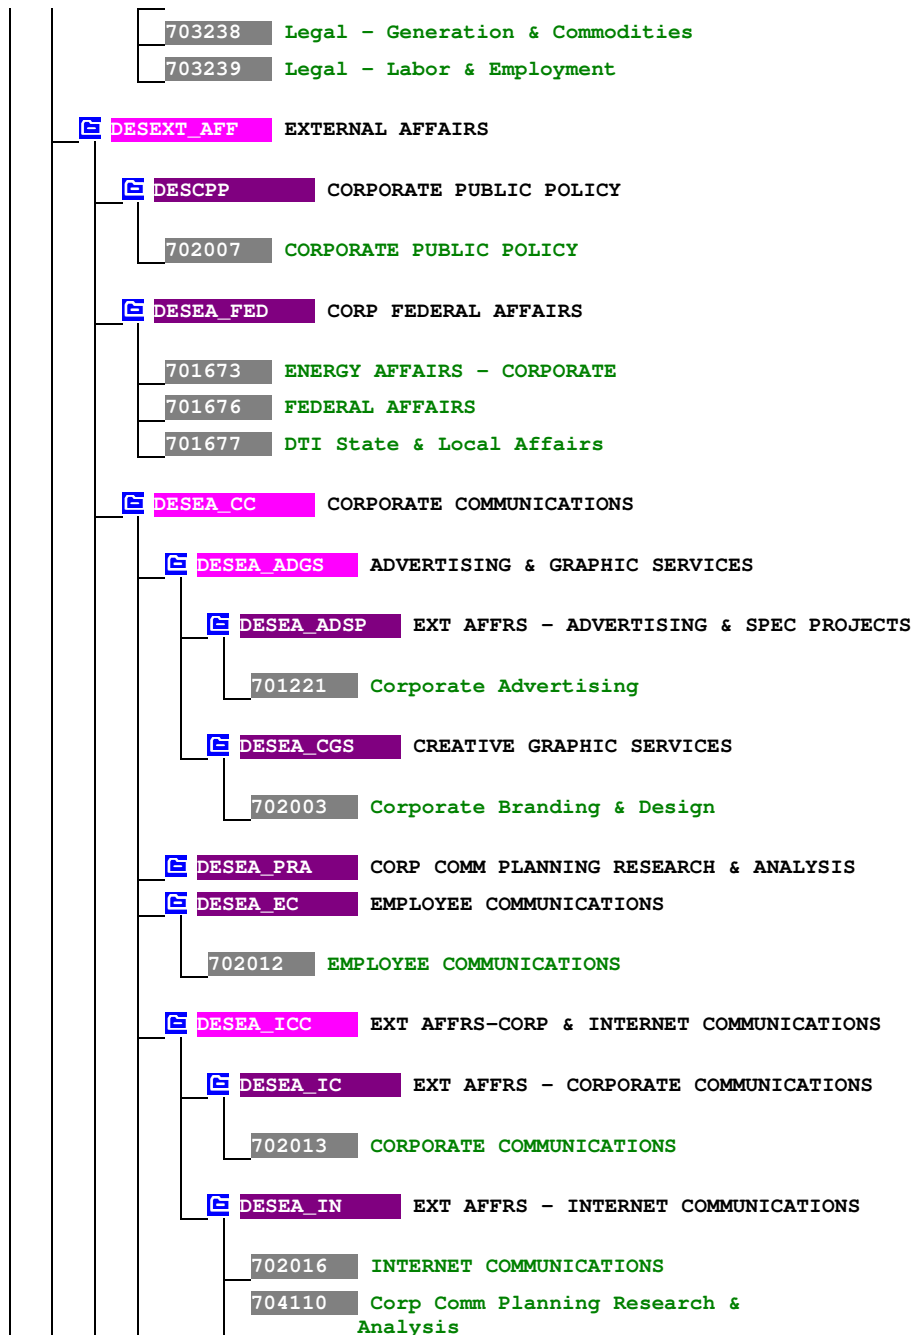 703238 Legal - Generation & Commodities
703239 Legal - Labor & Employment
DESEXT_AFF EXTERNAL AFFAIRS
DESCPP CORPORATE PUBLIC POLICY
702007 CORPORATE PUBLIC POLICY
DESEA_FED CORP FEDERAL AFFAIRS
701673 ENERGY AFFAIRS - CORPORATE
701676 FEDERAL AFFAIRS
701677 DTI State & Local Affairs
DESEA_CC CORPORATE COMMUNICATIONS
DESEA_ADGS ADVERTISING & GRAPHIC SERVICES
DESEA_ADSP EXT AFFRS - ADVERTISING & SPEC PROJECTS
701221 Corporate Advertising
DESEA_CGS CREATIVE GRAPHIC SERVICES
702003 Corporate Branding & Design
DESEA_PRA CORP COMM PLANNING RESEARCH & ANALYSIS
DESEA_EC EMPLOYEE COMMUNICATIONS
702012 EMPLOYEE COMMUNICATIONS
DESEA_ICC EXT AFFRS-CORP & INTERNET COMMUNICATIONS
DESEA_IC EXT AFFRS - CORPORATE COMMUNICATIONS
702013 CORPORATE COMMUNICATIONS
DESEA_IN EXT AFFRS - INTERNET COMMUNICATIONS
702016 INTERNET COMMUNICATIONS
704110 Corp Comm Planning Research &
Analysis